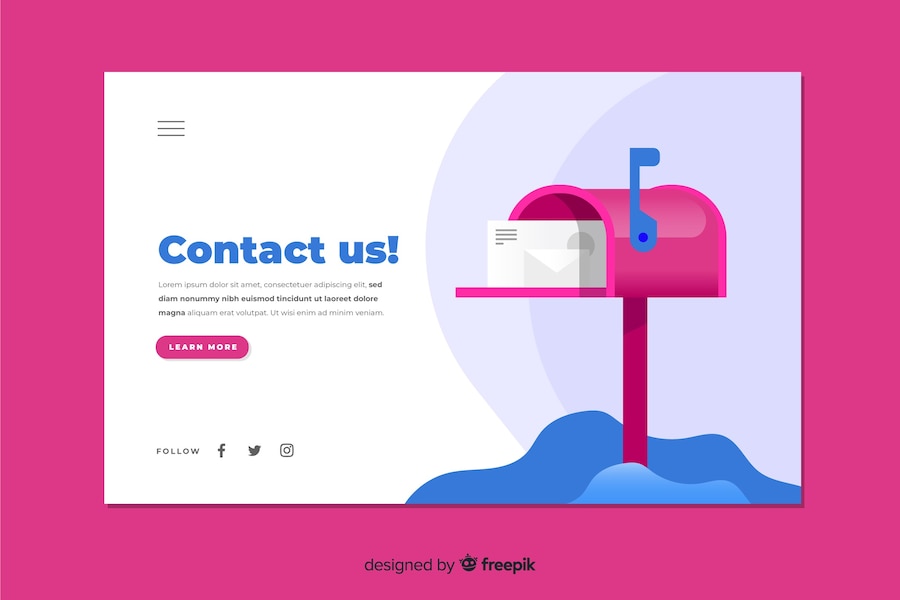 Contact us!
Lorem ipsum dolor sit amet, consectetuer adipiscing elit, sed
diam nonummy nibh euismod tincidunt ut laoreet dolore
magna aliquam erat volutpat. Ut wisi enim ad minim veniam.
LEARN MORE
FOLLOW
designed by freepik